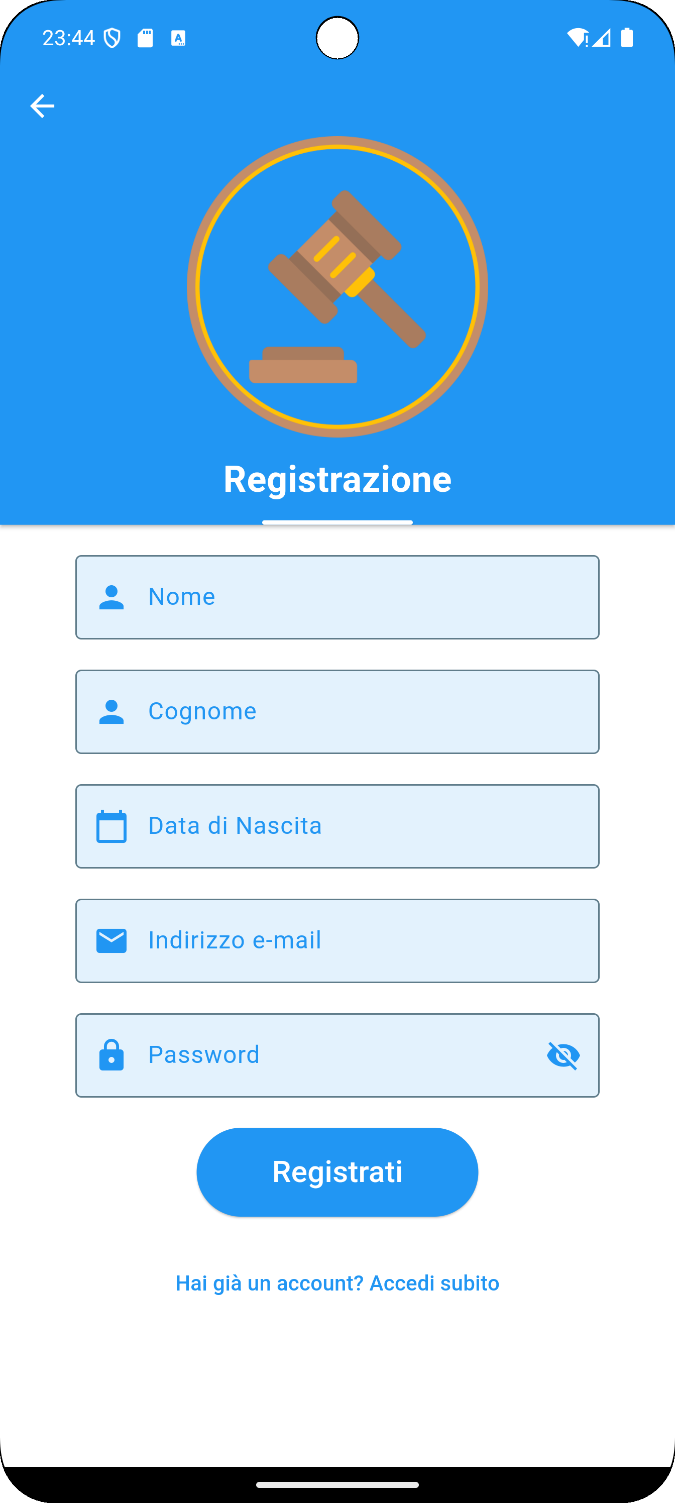 23:44
Registrazione
Nome
Cognome
Data di Nascita
Indirizzo e-mail
Password
Registrati
Hai già un account? Accedi subito